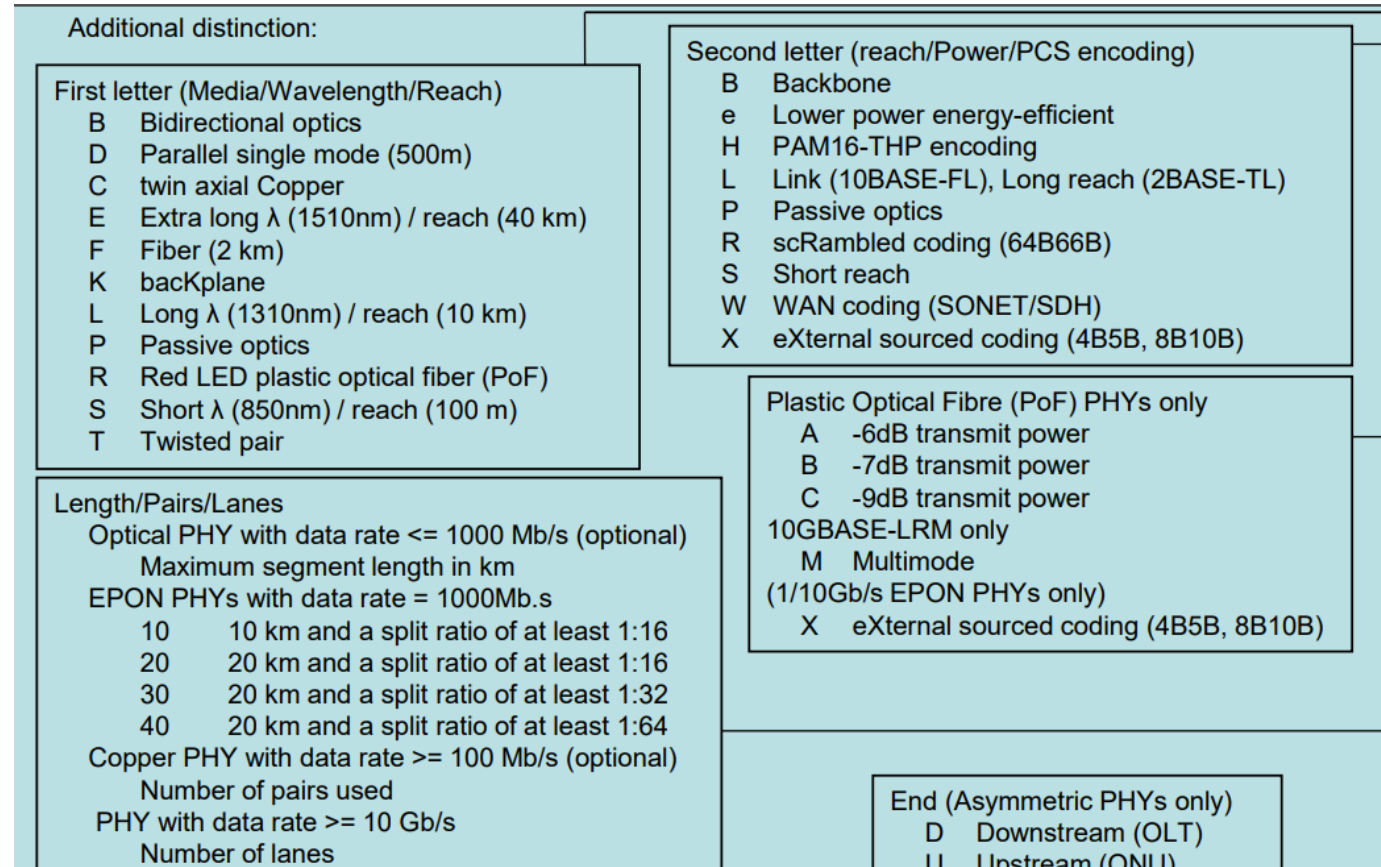 Additional distinction:
First letter (Media/Wavelength/Reach)
B Bidirectional optics
D Parallel single mode (500m)
C twin axial Copper
E Extra long λ (1510nm) / reach (40 km)
F Fiber (2 km)
K bacKplane
L Long λ (1310nm) / reach (10 km)
P Passive optics
R Red LED plastic optical fiber (PoF)
S Short λ (850nm) / reach (100 m)
T Twisted pair
Second letter (reach/Power/PCS encoding)
B Backbone
e Lower power energy-efficient
H PAM16-THP encoding
L Link (10BASE-FL), Long reach (2BASE-TL)
P Passive optics
R scRambled coding (64B66B)
S Short reach
W WAN coding (SONET/SDH)
X eXternal sourced coding (4B5B, 8B10B)
Plastic Optical Fibre (PoF) PHYs only
A -6dB transmit power
B -7dB transmit power
C -9dB transmit power
10GBASE-LRM only
M Multimode
(1/10Gb/s EPON PHYs only)
X eXternal sourced coding (4B5B, 8B10B)
Length/Pairs/Lanes
Optical PHY with data rate <= 1000 Mb/s (optional)
Maximum segment length in km
EPON PHYs with data rate = 1000Mb.s
10 10 km and a split ratio of at least 1:16
20 20 km and a split ratio of at least 1:16
30 20 km and a split ratio of at least 1:32
40 20 km and a split ratio of at least 1:64
Copper PHY with data rate >= 100 Mb/s (optional)
Number of pairs used
PHY with data rate >= 10 Gb/s
Number of lanes
End (Asymmetric PHYs only)
D Downstream (OLT)
U Upstream (ONU)